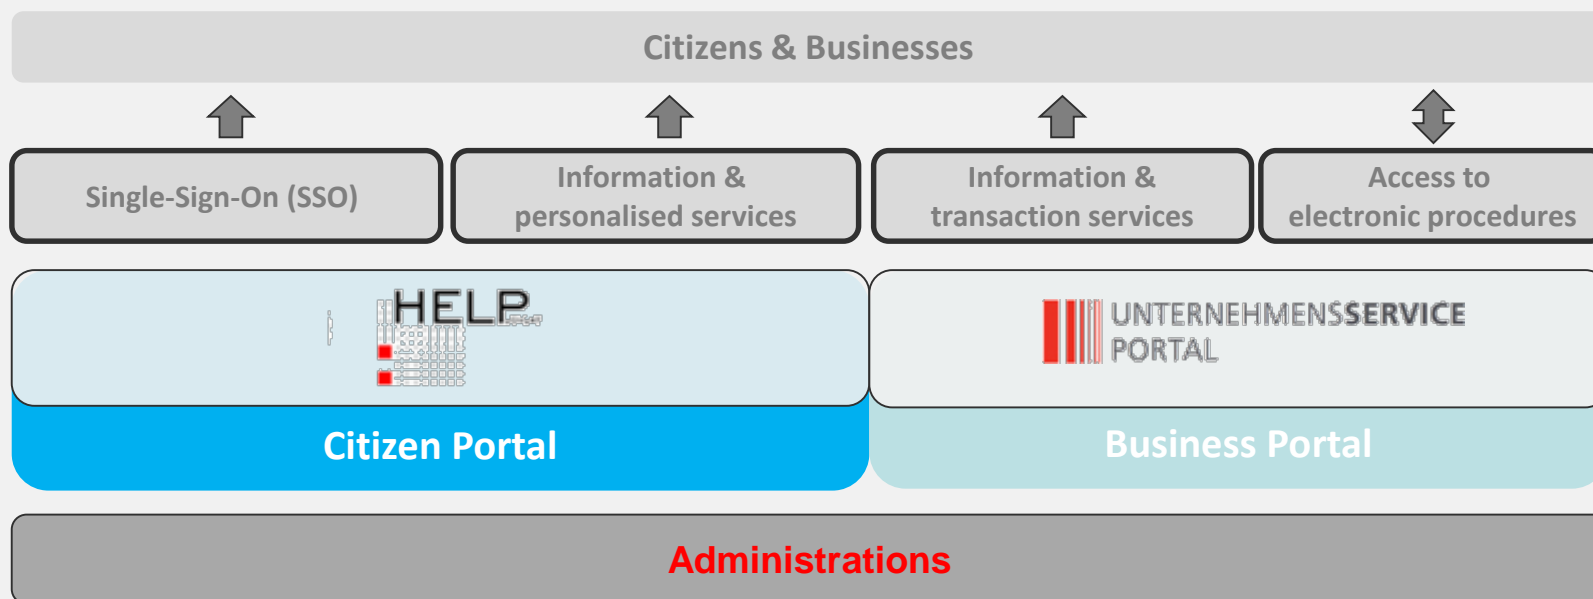 Citizens & Businesses
Single-Sign-On (SSO)
Information &
personalised services
Information &
transaction services
Access to
electronic procedures
HELP
UNTERNEHMENSSERVICE
PORTAL
Citizen Portal
Business Portal
Administrations